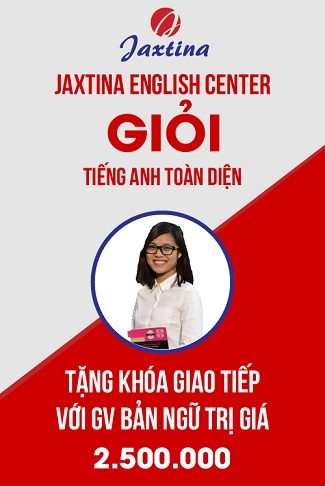 Jaxtina
JAXTINA ENGLISH CENTER
GIỎI
TIẾNG ANH TOÀN DIỆN
TẶNG KHÓA GIAO TIẾP
VỚI GV BẢN NGỮ TRỊ GIÁ
2.500.000